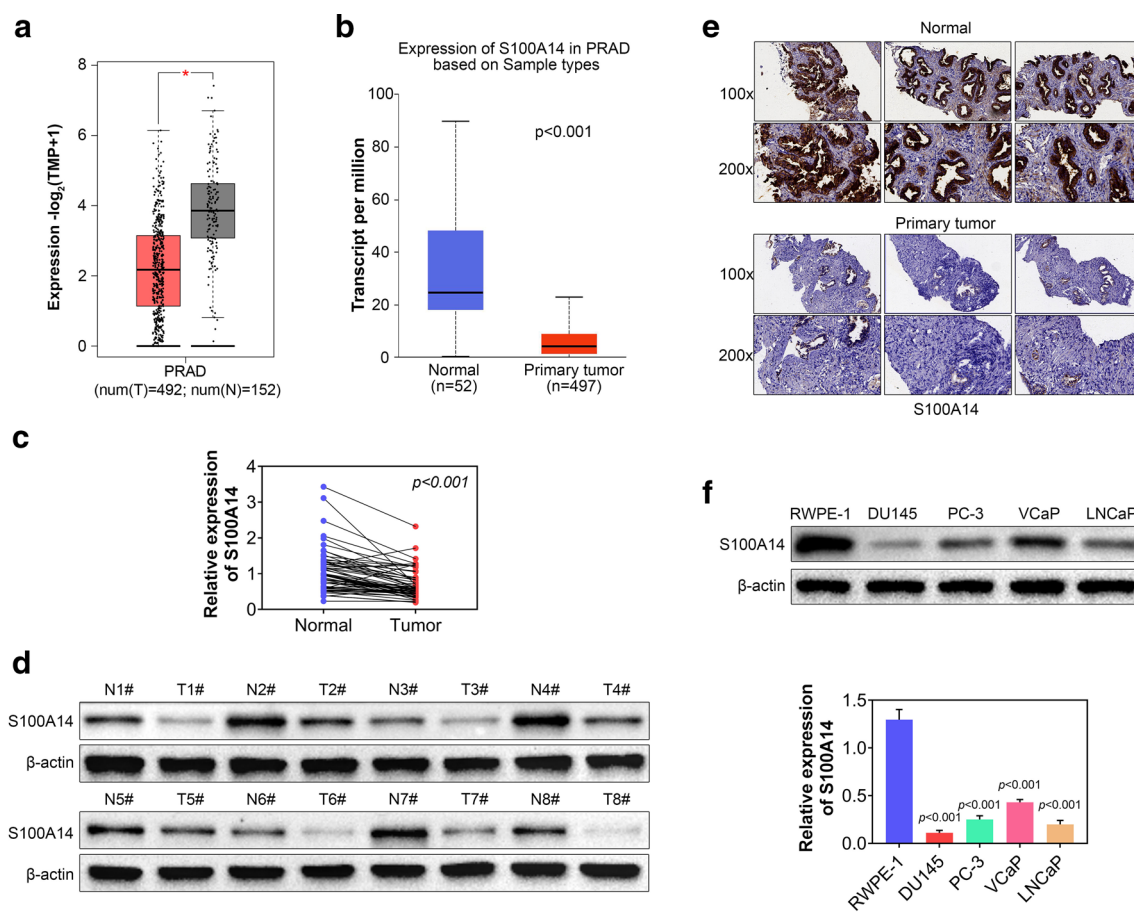 a
Expression -log2(TMP+1)
8
6
4
2
0
*
PRAD
(num(T)=492; num(N)=152)
b
Expression of S100A14 in PRAD
based on Sample types
Transcript per million
100
80
60
40
20
0
p<0.001
Normal
(n=52)
Primary tumor
(n=497)
c
Relative expression
of S100A14
4
3
2
1
0
p<0.001
Normal Tumor
d
N1# T1# N2# T2# N3# T3# N4# T4#
S100A14
β-actin
N5# T5# N6# T6# N7# T7# N8# T8#
S100A14
β-actin
e
Normal
100x
200x
Primary tumor
100x
200x
S100A14
f
RWPE-1 DU145 PC-3 VCaP LNCaP
S100A14
β-actin
Relative expression
of S100A14
1.5
1.0
0.5
0.0
p<0.001
p<0.001
p<0.001
p<0.001
RWPE-1
DU145
PC-3
VCaP
LNCaP